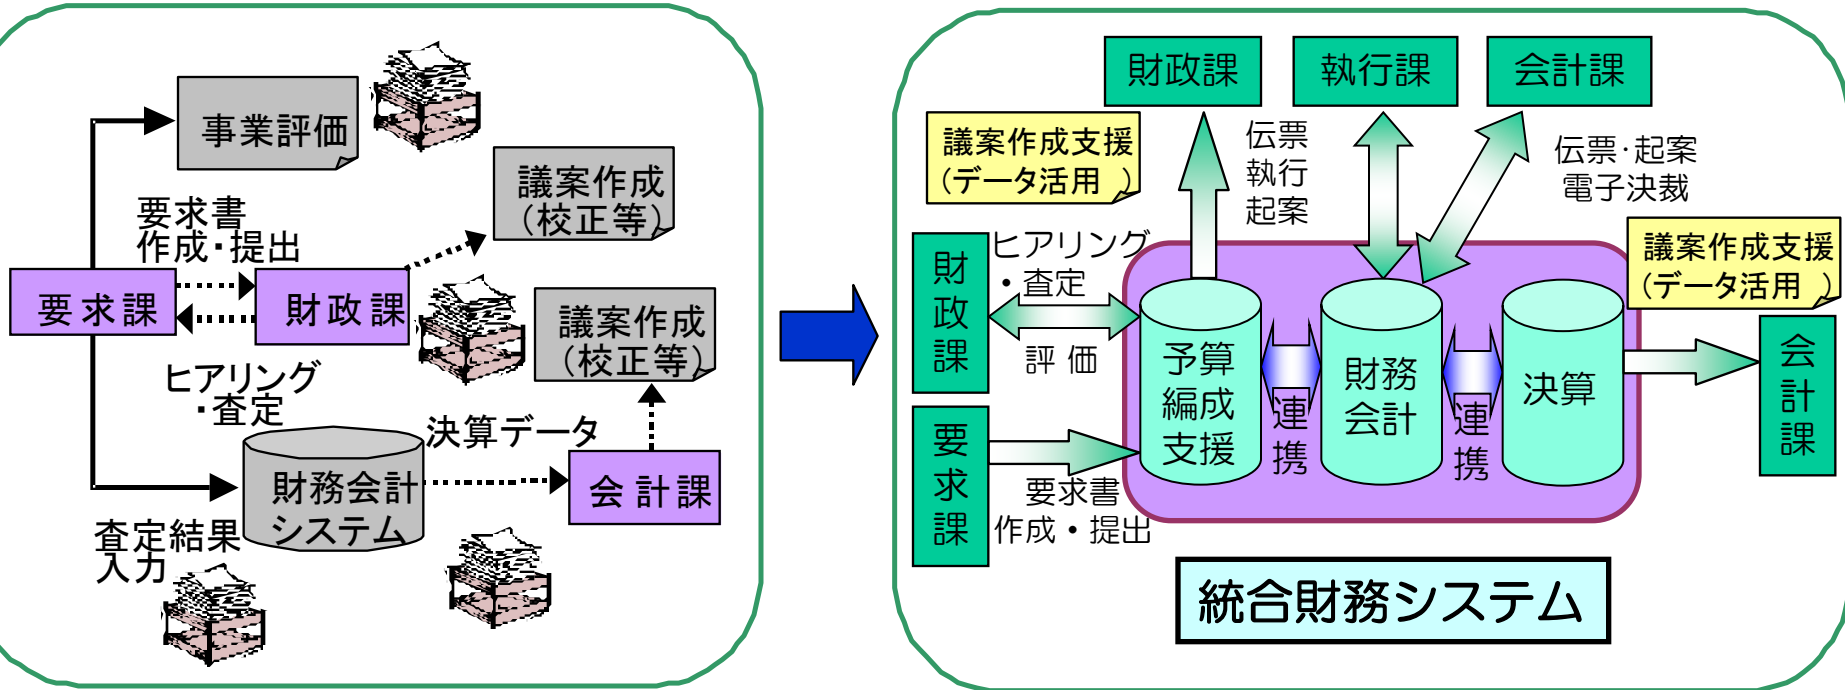 事業評価
議案作成
(校正等)
要求書
作成・提出
要求課
財政課
議案作成
(校正等)
ヒアリング
・査定
決算データ
財務会計
システム
会計課
査定結果
入力
財政課
執行課
会計課
議案作成支援
(データ活用 )
伝票
執行
起案
伝票・起案
電子決裁
議案作成支援
(データ活用 )
財政課
ヒアリング
・査定
評 価
予算
編成
支援
連携
財務
会計
連携
決算
会計課
要求課
要求書
作成・提出
統合財務システム